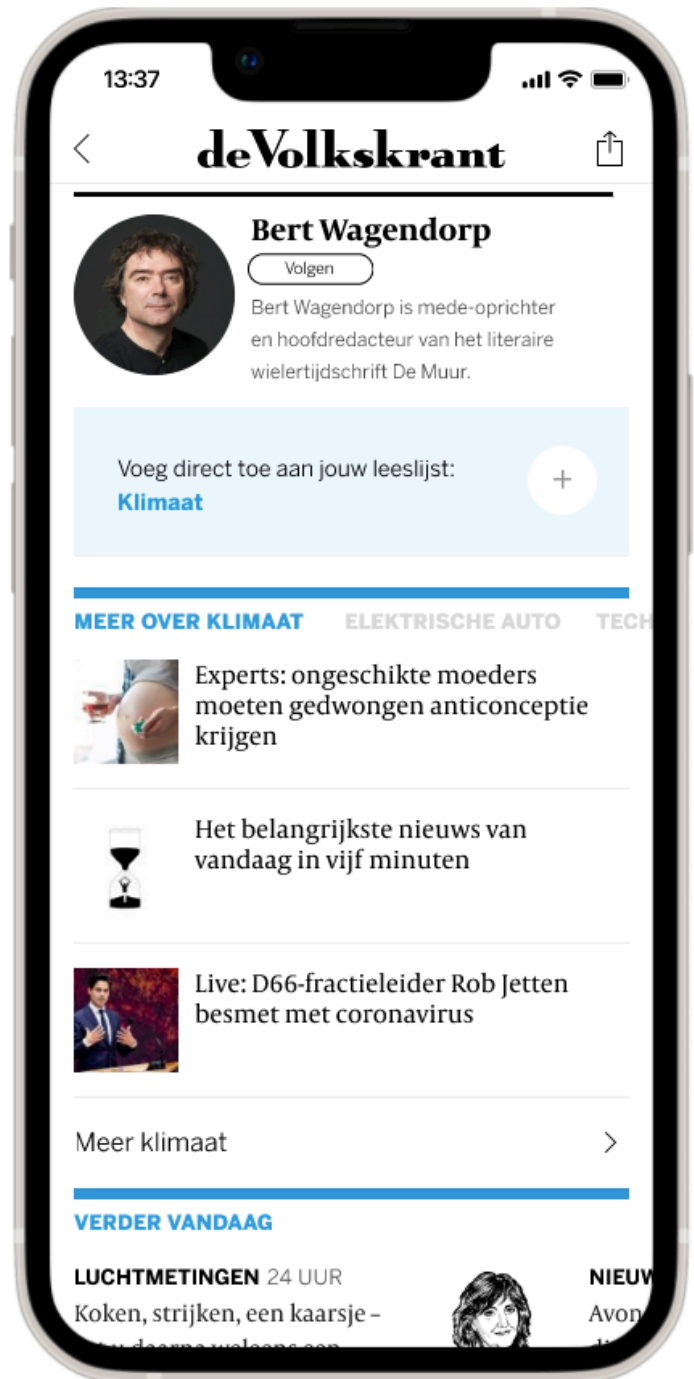 13:37
deVolkskrant
Bert Wagendorp
Volgen
Bert Wagendorp is mede-oprichter
en hoofdredacteur van het literaire
wielertijdschrift De Muur.
Voeg direct toe aan jouw leeslijst:
Klimaat
MEER OVER KLIMAAT ELEKTRISCHE AUTO TECH
Experts: ongeschikte moeders
moeten gedwongen anticonceptie
krijgen
Het belangrijkste nieuws van
vandaag in vijf minuten
Live: D66-fractieleider Rob Jetten
besmet met coronavirus
Meer klimaat
VERDER VANDAAG
LUCHTMETINGEN 24 UUR
Koken, strijken, een kaarsje –
NIEUW
Avon